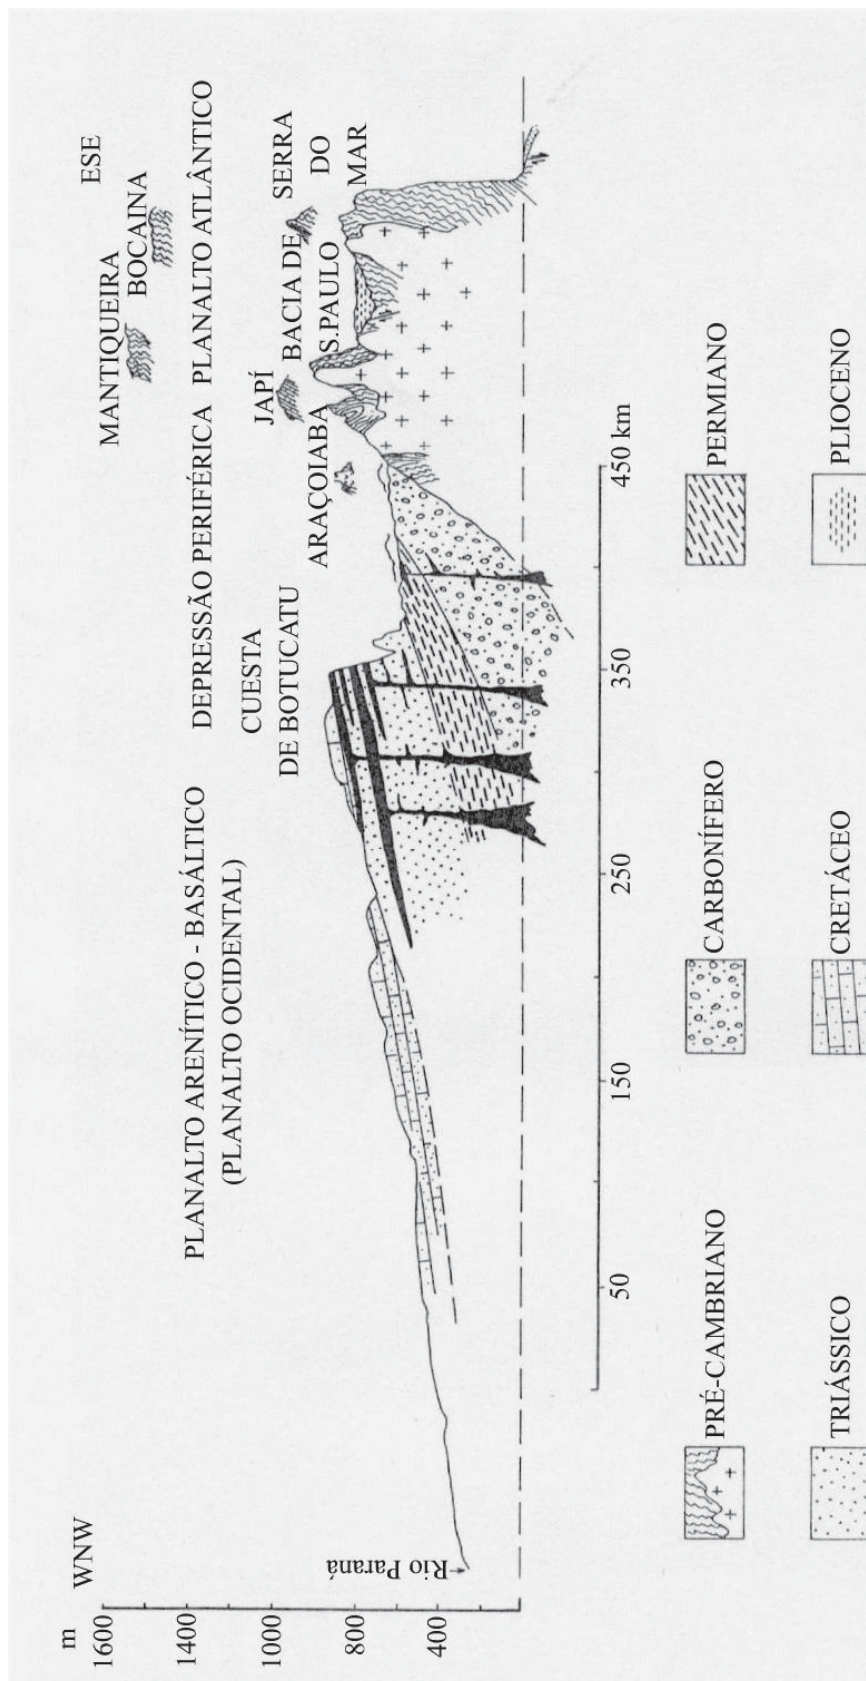 m
WNW
ESE
1600
MANTIQUEIRA
BOCAINA
1400
PLANALTO ARENÍTICO - BASÁLTICO
(PLANALTO OCIDENTAL)
DEPRESSÃO PERIFÉRICA
PLANALTO ATLÂNTICO
1000
CUESTA
DE BOTUCATU
JAPÍ
ARAÇOIABA
BACIA DE
S.PAULO
SERRA
DO
MAR
800
Rio Paraná
400
50
150
250
350
450 km
PRÉ-CAMBRIANO
CARBONÍFERO
PERMIANO
TRIÁSSICO
CRETÁCEO
PLIOCENO